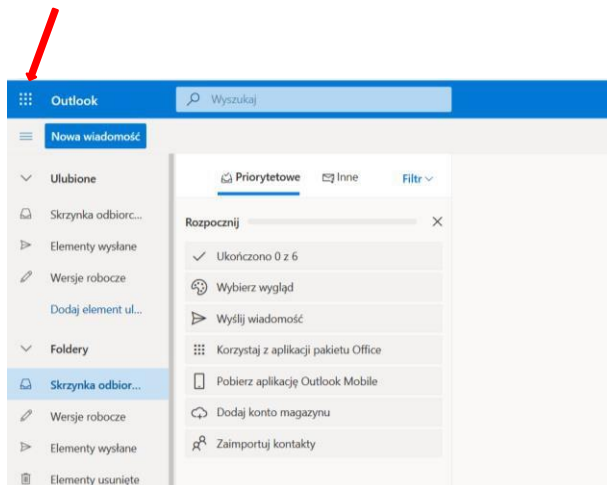 Outlook
Wyszukaj
Nowa wiadomość
Ulubione
Skrzynka odbiorc...
Elementy wysłane
Wersje robocze
Dodaj element ul...
Foldery
Skrzynka odbior...
Wersje robocze
Elementy wysłane
Elementy usunięte
Priorytetowe Inne Filtr
Rozpocznij
Ukończono 0 z 6
Wybierz wygląd
Wyślij wiadomość
Korzystaj z aplikacji pakietu Office
Pobierz aplikację Outlook Mobile
Dodaj konto magazynu
Zaimportuj kontakty